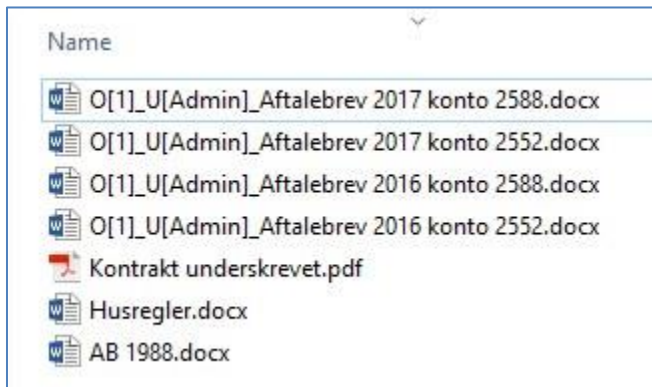 Name
O[1]_U[Admin]_Aftalebrev 2017 konto 2588.docx
O[1]_U[Admin]_Aftalebrev 2017 konto 2552.docx
O[1]_U[Admin]_Aftalebrev 2016 konto 2588.docx
O[1]_U[Admin]_Aftalebrev 2016 konto 2552.docx
Kontrakt underskrevet.pdf
Husregler.docx
AB 1988.docx